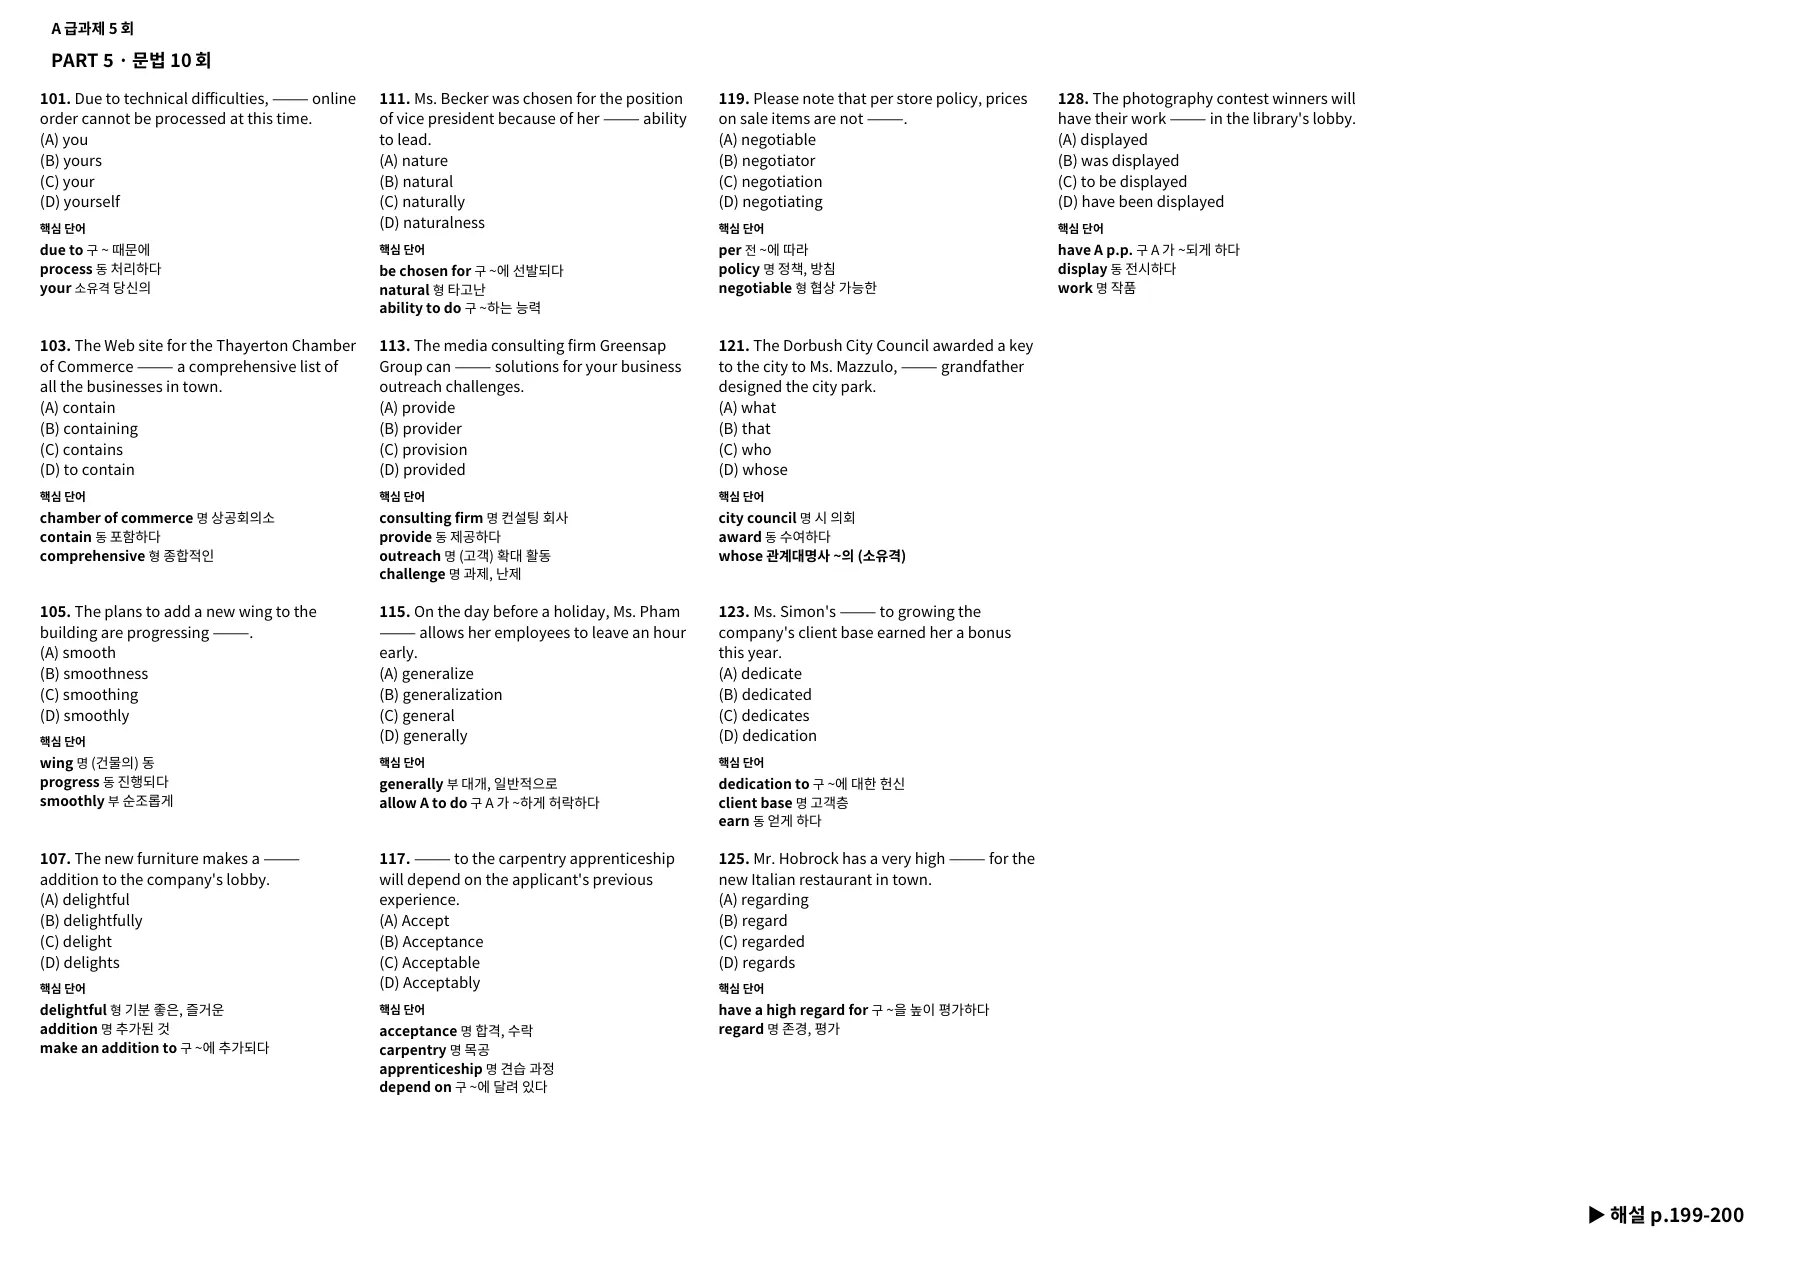 A급과제 5회
PART 5 · 문법 10회
101. Due to technical difficulties, ——— online
order cannot be processed at this time.
(A) you
(B) yours
(C) your
(D) yourself
핵심 단어
due to 구 ~ 때문에
process 동 처리하다
your 소유격 당신의
103. The Web site for the Thayerton Chamber
of Commerce ——— a comprehensive list of
all the businesses in town.
(A) contain
(B) containing
(C) contains
(D) to contain
핵심 단어
chamber of commerce 명 상공회의소
contain 동 포함하다
comprehensive 형 종합적인
105. The plans to add a new wing to the
building are progressing ———.
(A) smooth
(B) smoothness
(C) smoothing
(D) smoothly
핵심 단어
wing 명 (건물의) 동
progress 동 진행되다
smoothly 부 순조롭게
107. The new furniture makes a ———
addition to the company's lobby.
(A) delightful
(B) delightfully
(C) delight
(D) delights
핵심 단어
delightful 형 기분 좋은, 즐거운
addition 명 추가된 것
make an addition to 구 ~에 추가되다
111. Ms. Becker was chosen for the position
of vice president because of her ——— ability
to lead.
(A) nature
(B) natural
(C) naturally
(D) naturalness
핵심 단어
be chosen for 구 ~에 선발되다
natural 형 타고난
ability to do 구 ~하는 능력
113. The media consulting firm Greensap
Group can ——— solutions for your business
outreach challenges.
(A) provide
(B) provider
(C) provision
(D) provided
핵심 단어
consulting firm 명 컨설팅 회사
provide 동 제공하다
outreach 명 (고객) 확대 활동
challenge 명 과제, 난제
115. On the day before a holiday, Ms. Pham
——— allows her employees to leave an hour
early.
(A) generalize
(B) generalization
(C) general
(D) generally
핵심 단어
generally 부 대개, 일반적으로
allow A to do 구 A가 ~하게 허락하다
117. ——— to the carpentry apprenticeship
will depend on the applicant's previous
experience.
(A) Accept
(B) Acceptance
(C) Acceptable
(D) Acceptably
핵심 단어
acceptance 명 합격, 수락
carpentry 명 목공
apprenticeship 명 견습 과정
depend on 구 ~에 달려 있다
119. Please note that per store policy, prices
on sale items are not ———.
(A) negotiable
(B) negotiator
(C) negotiation
(D) negotiating
핵심 단어
per 전 ~에 따라
policy 명 정책, 방침
negotiable 형 협상 가능한
121. The Dorbush City Council awarded a key
to the city to Ms. Mazzulo, ——— grandfather
designed the city park.
(A) what
(B) that
(C) who
(D) whose
핵심 단어
city council 명 시 의회
award 동 수여하다
whose 관계대명사 ~의 (소유격)
123. Ms. Simon's ——— to growing the
company's client base earned her a bonus
this year.
(A) dedicate
(B) dedicated
(C) dedicates
(D) dedication
핵심 단어
dedication to 구 ~에 대한 헌신
client base 명 고객층
earn 동 얻게 하다
125. Mr. Hobrock has a very high ——— for the
new Italian restaurant in town.
(A) regarding
(B) regard
(C) regarded
(D) regards
핵심 단어
have a high regard for 구 ~을 높이 평가하다
regard 명 존경, 평가
128. The photography contest winners will
have their work ——— in the library's lobby.
(A) displayed
(B) was displayed
(C) to be displayed
(D) have been displayed
핵심 단어
have A p.p. 구 A가 ~되게 하다
display 동 전시하다
work 명 작품
▶ 해설 p.199-200